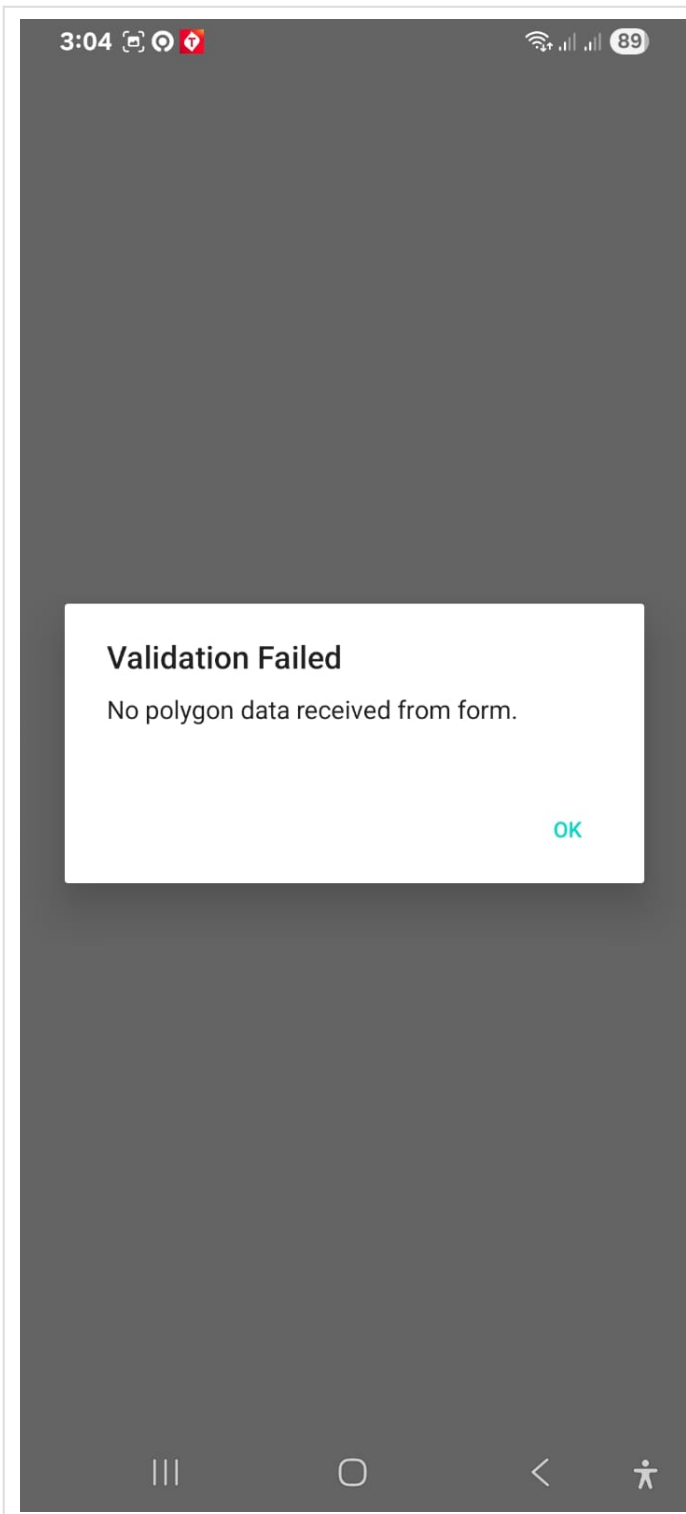 3:04
89
Validation Failed
No polygon data received from form.
OK